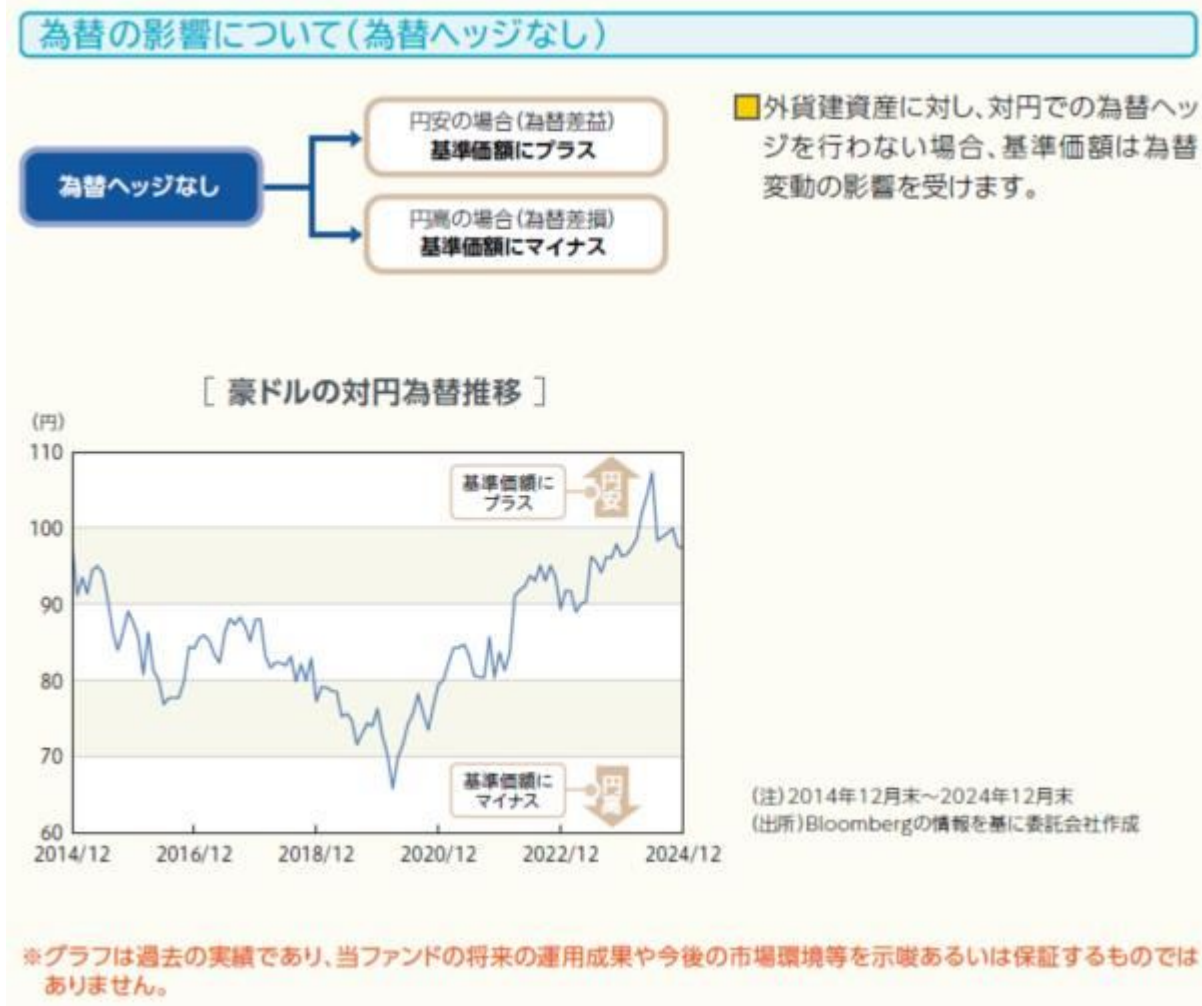 為替の影響について(為替ヘッジなし)
為替ヘッジなし
円安の場合(為替差益)
基準価額にプラス
円高の場合(為替差損)
基準価額にマイナス
■外貨建資産に対し、対円での為替ヘッ
ジを行わない場合、基準価額は為替
変動の影響を受けます。
[ 豪ドルの対円為替推移 ]
(円)
110
100
90
80
70
60
基準価額に
プラス
円安
基準価額に
マイナス
円高
2014/12 2016/12 2018/12 2020/12 2022/12 2024/12
(注)2014年12月末~2024年12月末
(出所)Bloombergの情報を基に委託会社作成
※グラフは過去の実績であり、当ファンドの将来の運用成果や今後の市場環境等を示唆あるいは保証するものでは
ありません。